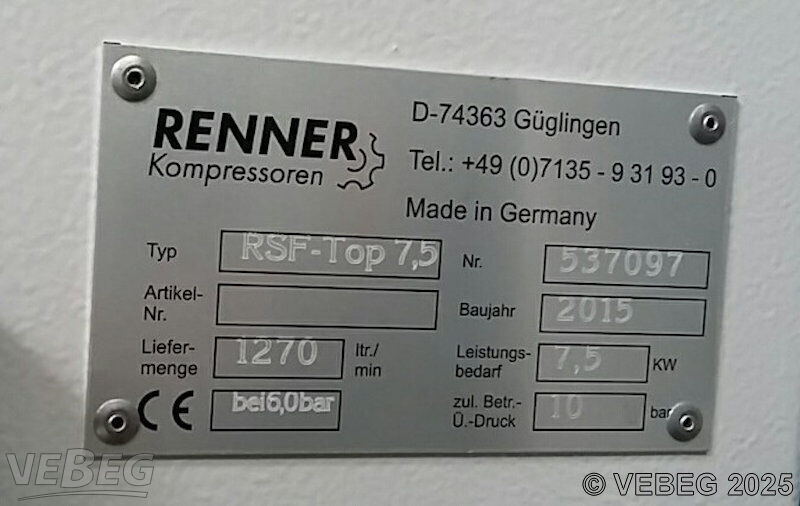 RENNER
Kompressoren
D-74363 Güglingen
Tel.: +49 (0)7135 - 9 31 93 - 0
Made in Germany
Typ RSF-Top 7,5 Nr. 537097
Artikel-
Nr.
Baujahr 2015
Liefer-
menge 1270 ltr./
min
Leistungs-
bedarf 7,5 KW
CE bei6,0bar
zul. Betr.-
Ü.-Druck 10 bar
VEBEG
© VEBEG 2025